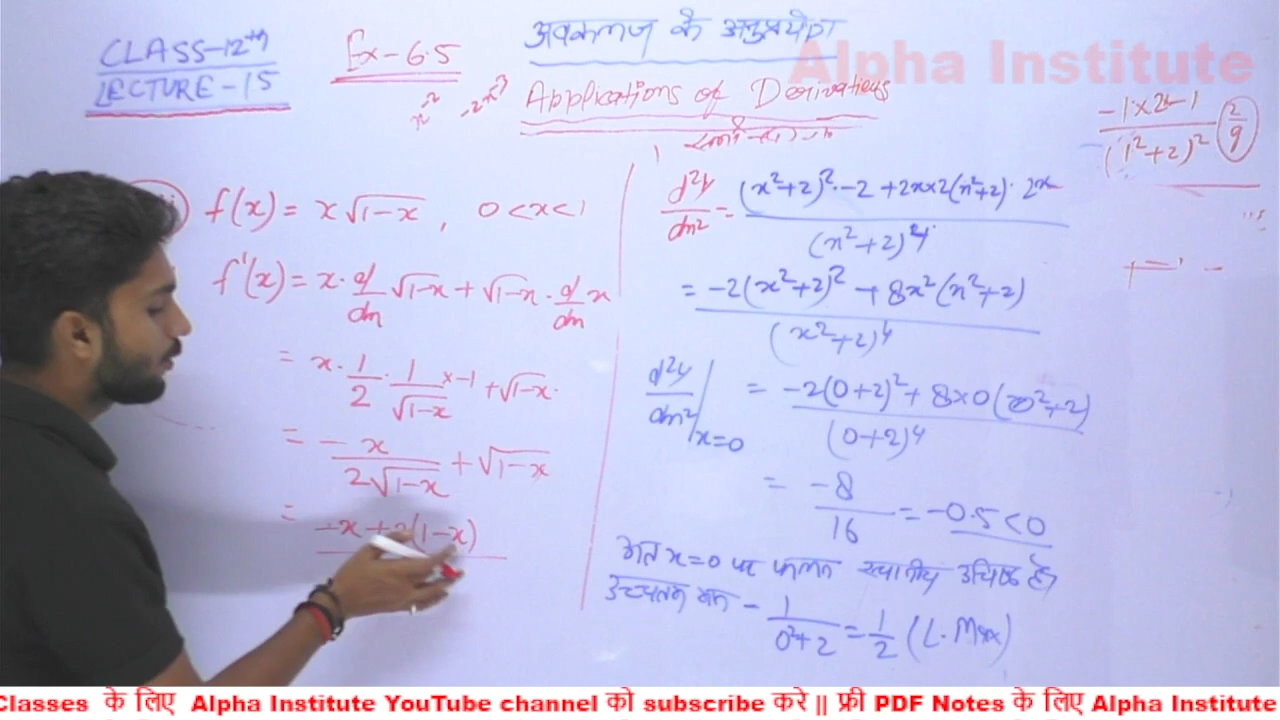 CLASS-12th
LECTURE-15
Ex-6.5
अवकलज के अनुप्रयोग
Applications of Derivatives
Alpha Institute
-1×2-1
(1²+2)²
2/9
f(x) = x√1-x , 0<x<1
f'(x) = x·d/dx √1-x + √1-x · d/dx x
= x·1/2·1/√1-x ×-1 + √1-x ·
= -x/2√1-x + √1-x
= -x+2(1-x)
d²y/dx² = (x²+2)²·-2 + 2x×2(x²+2)·2x / (x²+2)⁴
= -2(x²+2)² + 8x²(x²+2) / (x²+2)⁴
d²y/dx²|x=0 = -2(0+2)² + 8×0(0²+2) / (0+2)⁴
= -8/16 = -0.5<0
अतः x=0 पर फलन स्थानीय उच्चिष्ठ है।
उच्चतम मान - 1/0²+2 = 1/2 (L. Max)
Classes के लिए Alpha Institute YouTube channel को subscribe करे || फ्री PDF Notes के लिए Alpha Institute